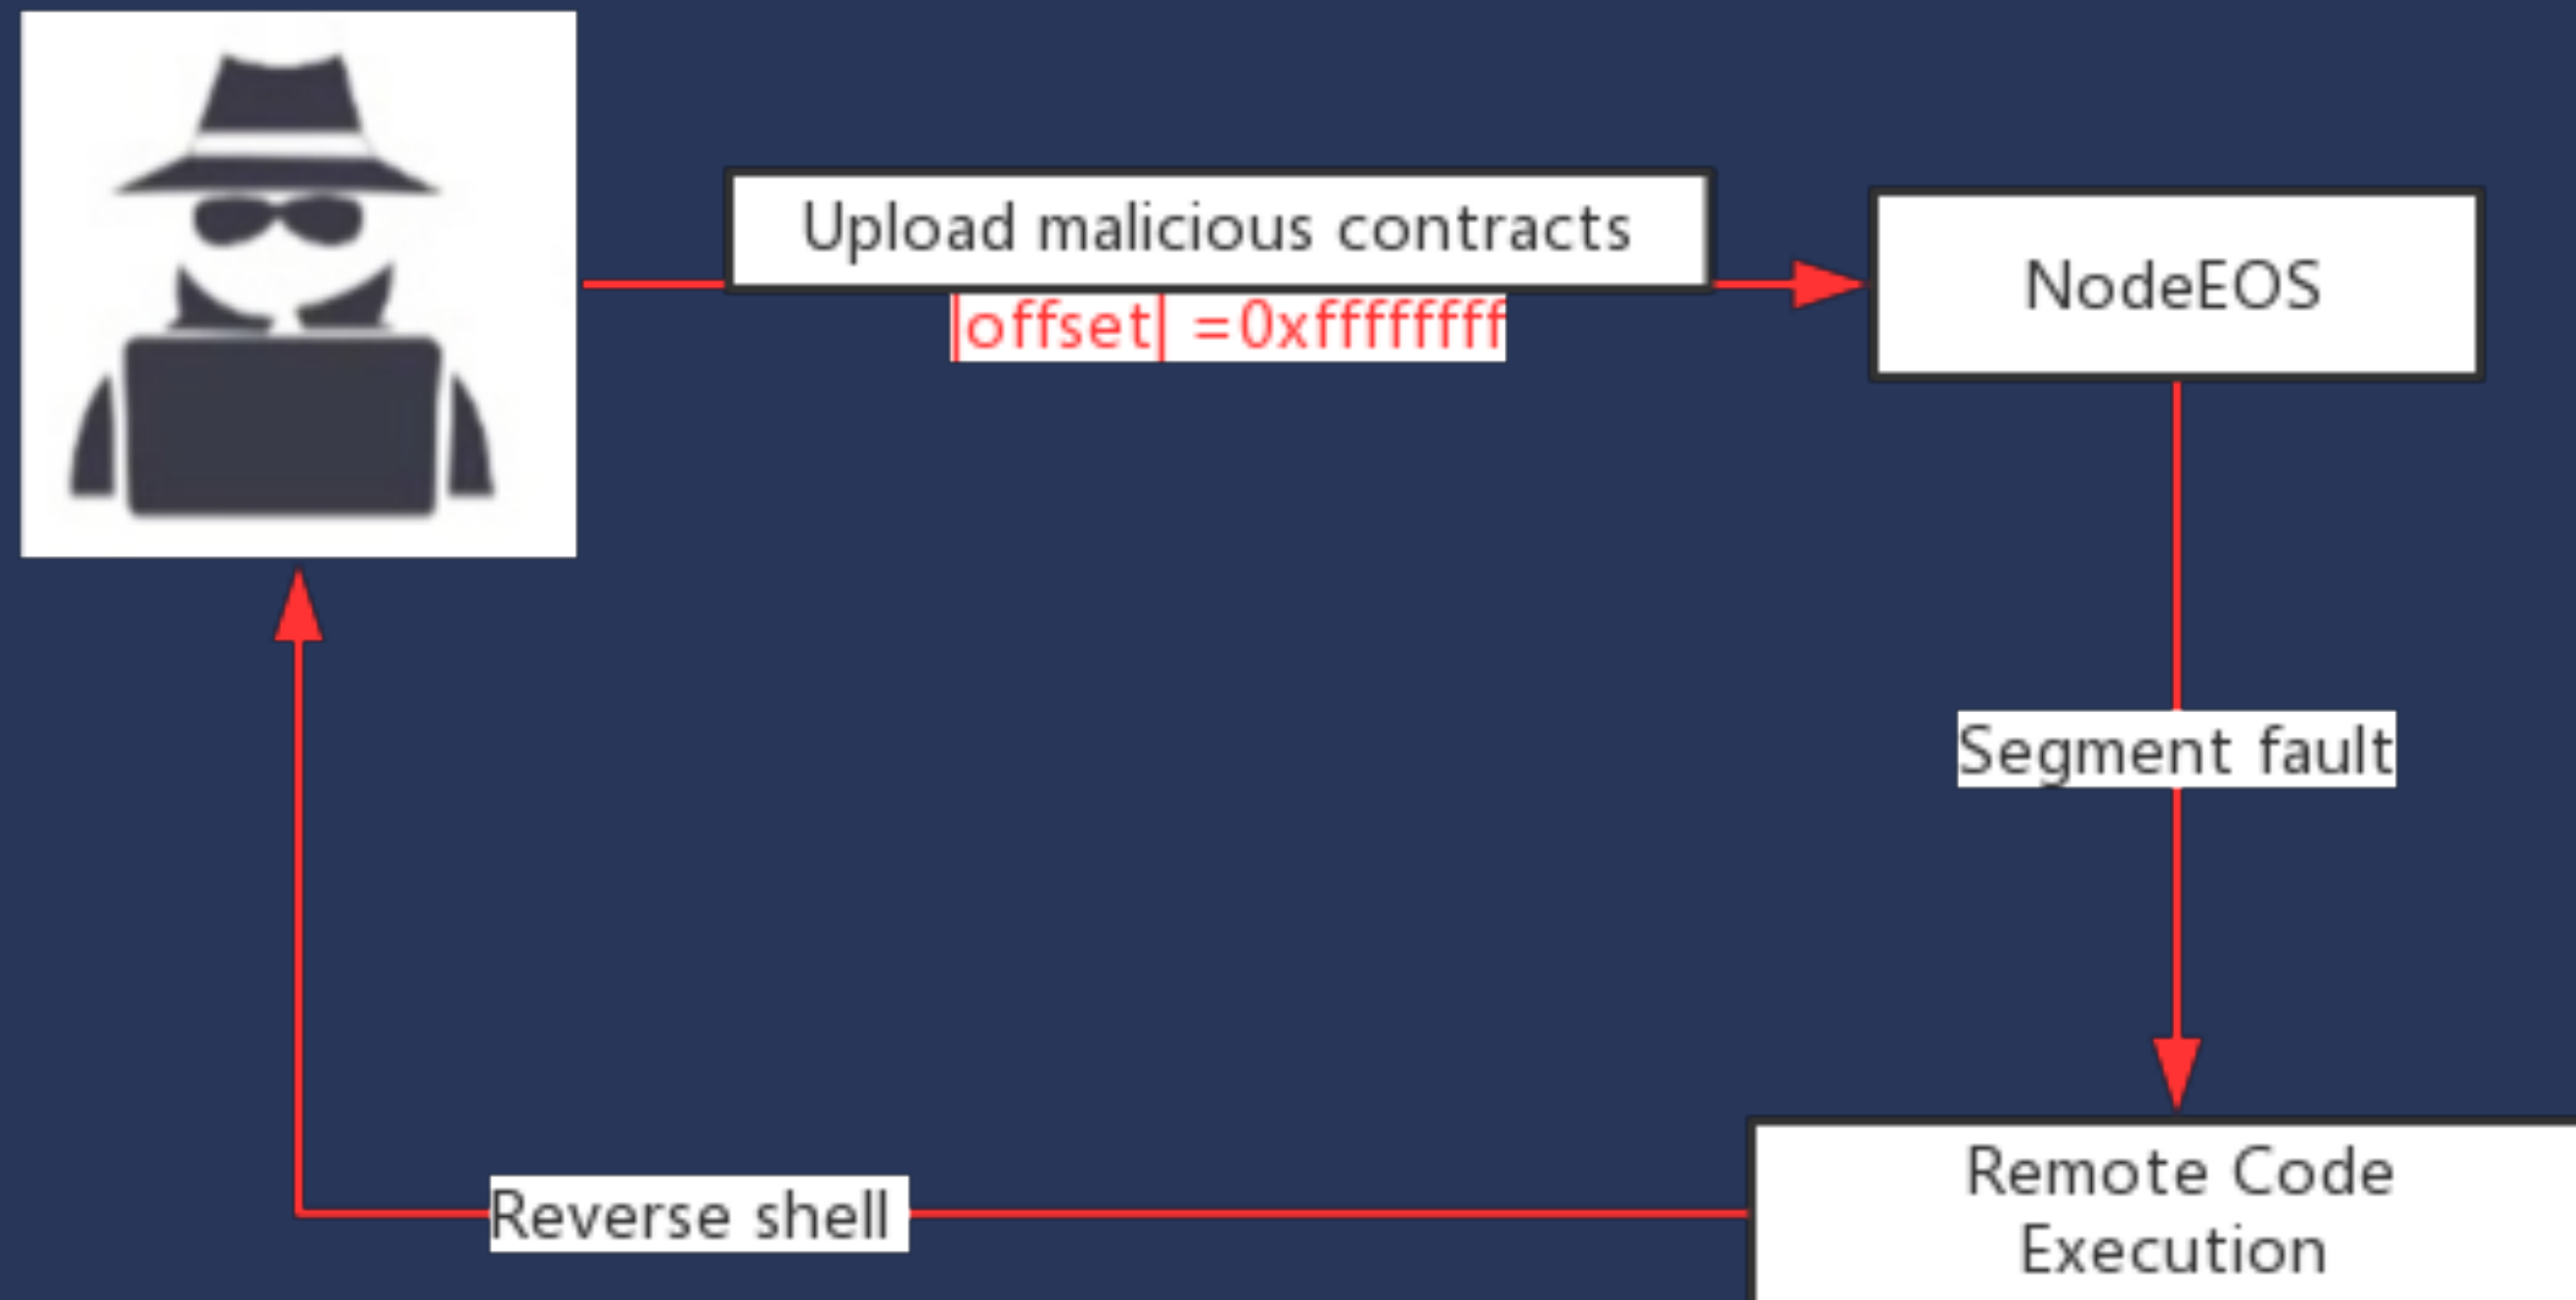 Upload malicious contracts
|offset| =0xffffffff
NodeEOS
Segment fault
Remote Code
Execution
Reverse shell